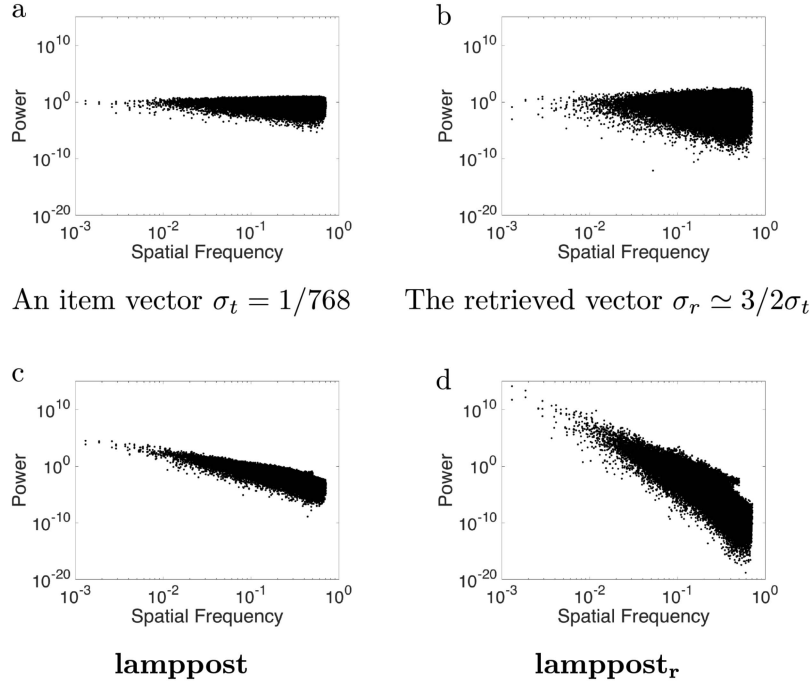 a
10^10
10^0
10^-10
10^-20
Power
10^-3 10^-2 10^-1 10^0
Spatial Frequency
An item vector σ_t = 1/768
b
10^10
10^0
10^-10
10^-20
Power
10^-3 10^-2 10^-1 10^0
Spatial Frequency
The retrieved vector σ_r ≃ 3/2σ_t
c
10^10
10^0
10^-10
10^-20
Power
10^-3 10^-2 10^-1 10^0
Spatial Frequency
lamppost
d
10^10
10^0
10^-10
10^-20
Power
10^-3 10^-2 10^-1 10^0
Spatial Frequency
lamppost_r